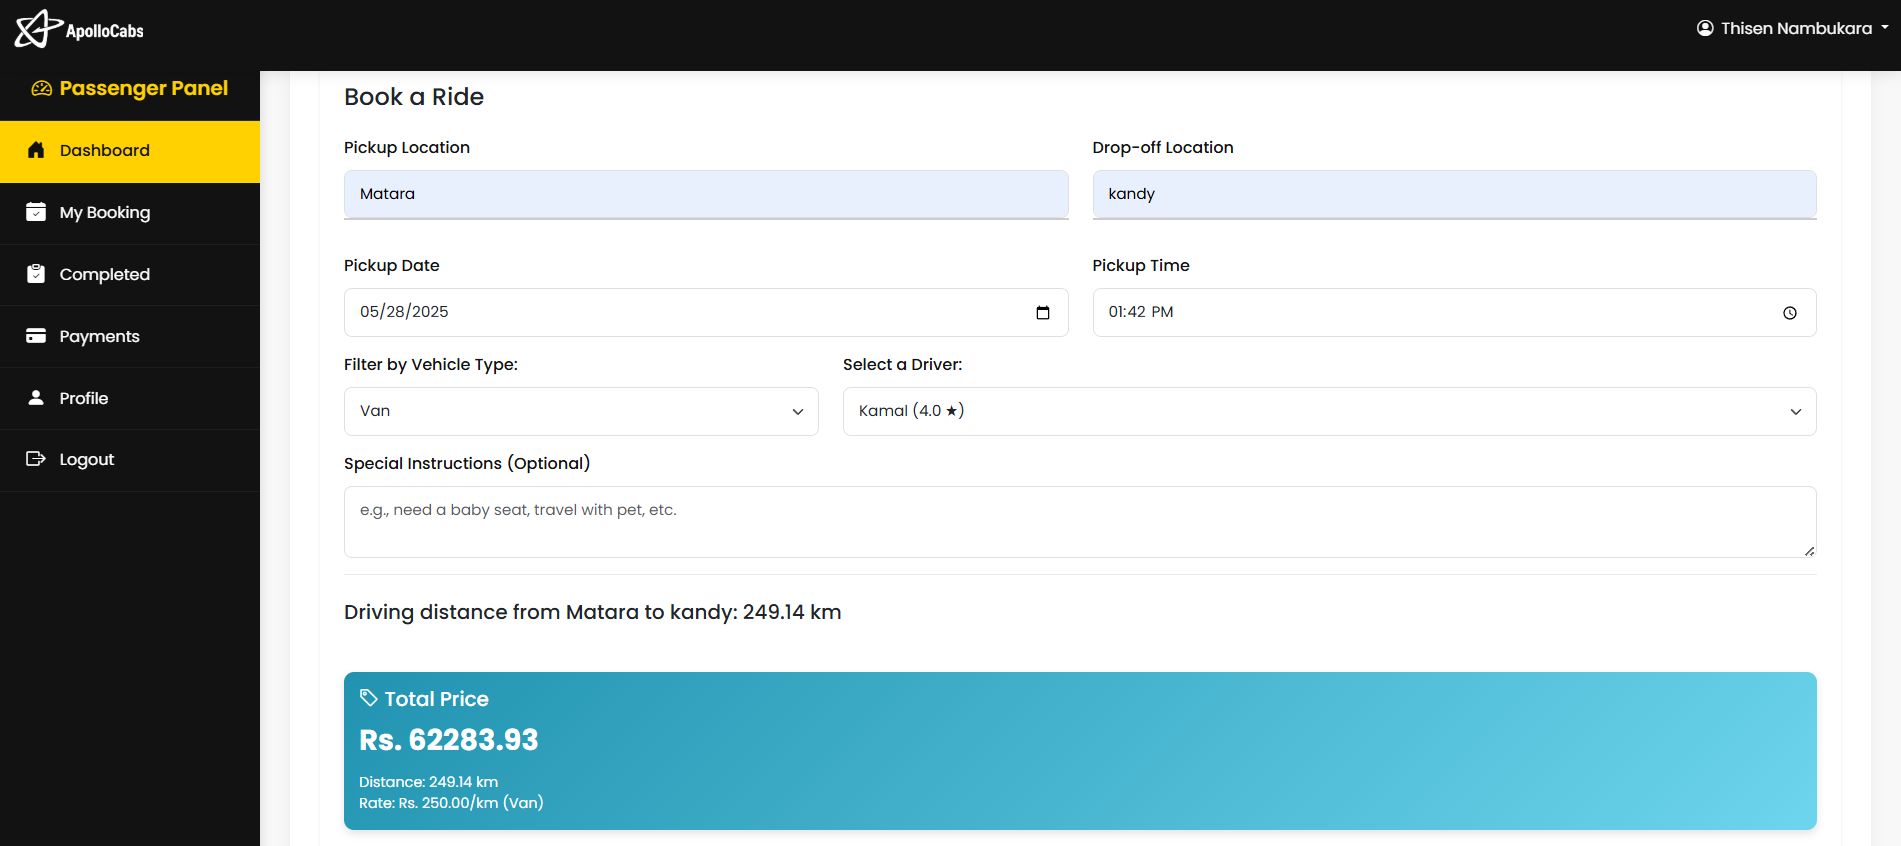 ApolloCabs
Thisen Nambukara
Passenger Panel
Dashboard
My Booking
Completed
Payments
Profile
Logout
Book a Ride
Pickup Location
Drop-off Location
Matara
kandy
Pickup Date
Pickup Time
05/28/2025
01:42 PM
Filter by Vehicle Type:
Select a Driver:
Van
Kamal (4.0 ★)
Special Instructions (Optional)
e.g., need a baby seat, travel with pet, etc.
Driving distance from Matara to kandy: 249.14 km
Total Price
Rs. 62283.93
Distance: 249.14 km
Rate: Rs. 250.00/km (Van)